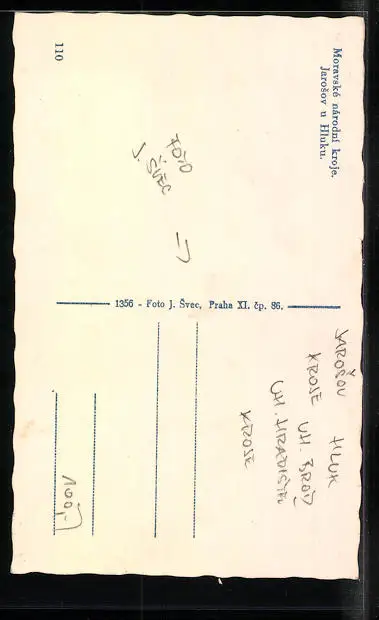 Moravské národní kroje.
Jarošov u Hluku.
110
FOTO
J. ŠVEC
1356 - Foto J. Švec, Praha XI. čp. 86.
JAROŠOV HLUK
KROJE UH. BROD
UH. HRADIŠTĚ
KROJE
100,-